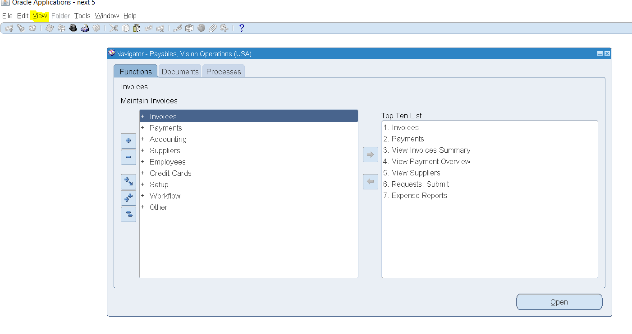 Oracle Applications - next 5
File Edit View Folder Tools Window Help
Navigator - Payables, Vision Operations (USA)
Functions Documents Processes
Invoices
Maintain Invoices
+ Invoices
+ Payments
+ Accounting
+ Suppliers
+ Employees
+ Credit Cards
+ Setup
+ Workflow
+ Other
Top Ten List
1. Invoices
2. Payments
3. View Invoices Summary
4. View Payment Overview
5. View Suppliers
6. Requests, Submit
7. Expense Reports
Open